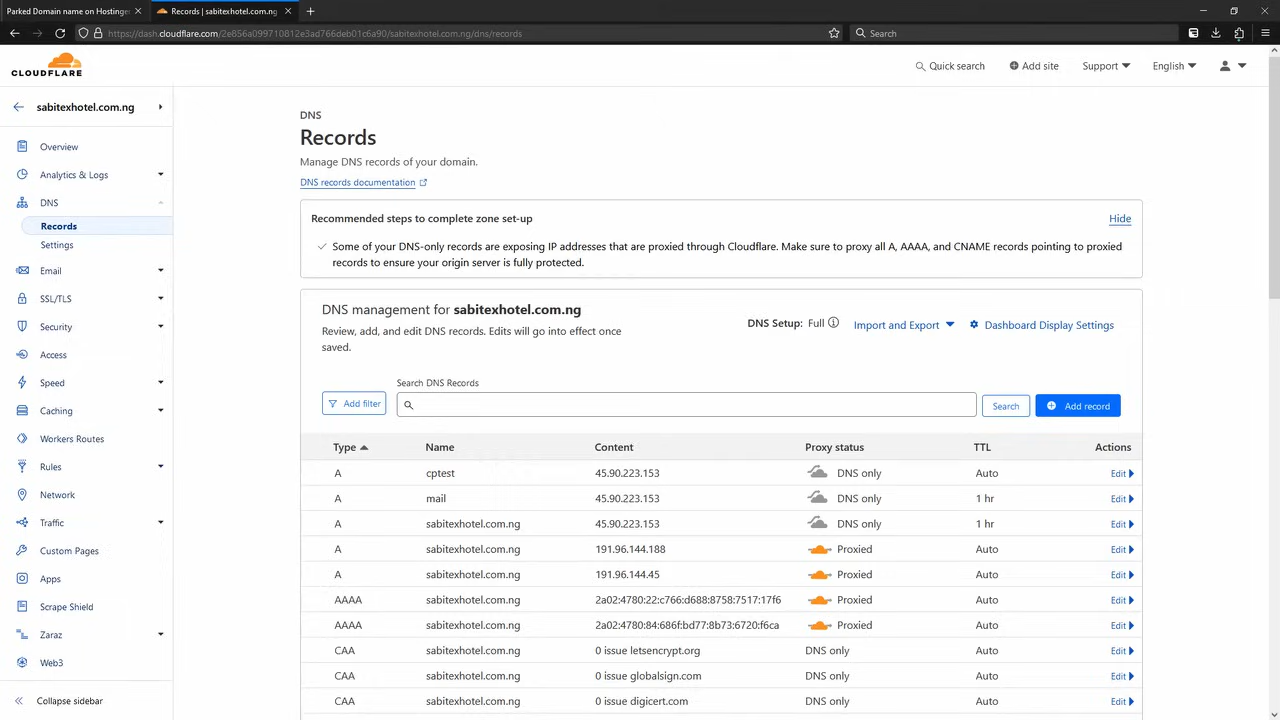 Parked Domain name on Hostinger
Records | sabitexhotel.com.ng
https://dash.cloudflare.com/2e856a099710812e3ad766deb01c6a90/sabitexhotel.com.ng/dns/records
Search
CLOUDFLARE
Quick search
Add site
Support
English
sabitexhotel.com.ng
Overview
Analytics & Logs
DNS
Records
Settings
Email
SSL/TLS
Security
Access
Speed
Caching
Workers Routes
Rules
Network
Traffic
Custom Pages
Apps
Scrape Shield
Zaraz
Web3
Collapse sidebar
DNS
Records
Manage DNS records of your domain.
DNS records documentation
Recommended steps to complete zone set-up Hide
Some of your DNS-only records are exposing IP addresses that are proxied through Cloudflare. Make sure to proxy all A, AAAA, and CNAME records pointing to proxied
records to ensure your origin server is fully protected.
DNS management for sabitexhotel.com.ng
Review, add, and edit DNS records. Edits will go into effect once
saved.
DNS Setup: Full
Import and Export
Dashboard Display Settings
Search DNS Records
Add filter
Search
Add record
Type Name Content Proxy status TTL Actions
A cptest 45.90.223.153 DNS only Auto Edit
A mail 45.90.223.153 DNS only 1 hr Edit
A sabitexhotel.com.ng 45.90.223.153 DNS only 1 hr Edit
A sabitexhotel.com.ng 191.96.144.188 Proxied Auto Edit
A sabitexhotel.com.ng 191.96.144.45 Proxied Auto Edit
AAAA sabitexhotel.com.ng 2a02:4780:22:c766:d688:8758:7517:17f6 Proxied Auto Edit
AAAA sabitexhotel.com.ng 2a02:4780:84:686f:bd77:8b73:6720:f6ca Proxied Auto Edit
CAA sabitexhotel.com.ng 0 issue letsencrypt.org DNS only Auto Edit
CAA sabitexhotel.com.ng 0 issue globalsign.com DNS only Auto Edit
CAA sabitexhotel.com.ng 0 issue digicert.com DNS only Auto Edit